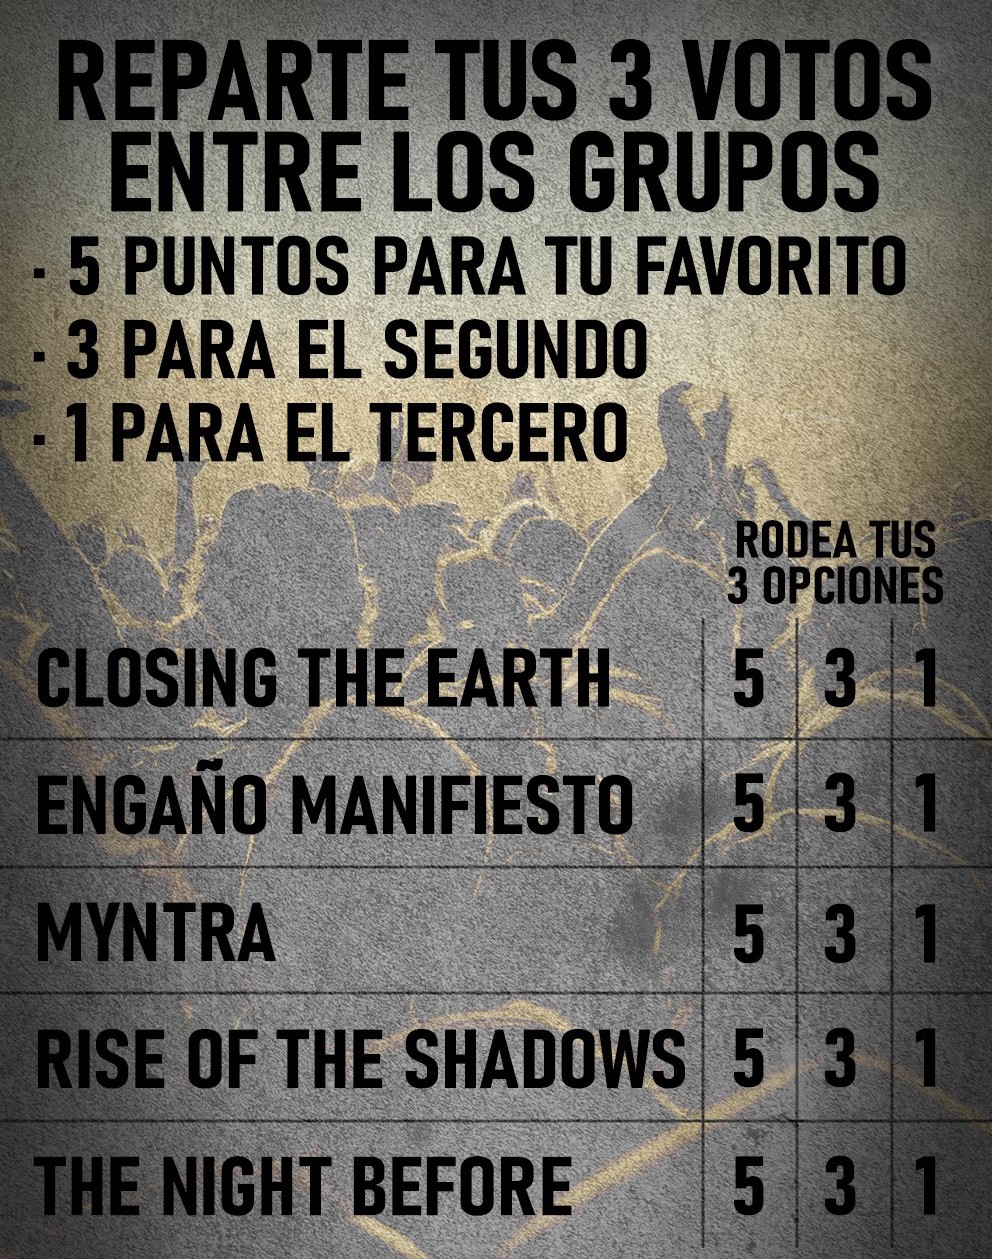 REPARTE TUS 3 VOTOS
ENTRE LOS GRUPOS
- 5 PUNTOS PARA TU FAVORITO
- 3 PARA EL SEGUNDO
- 1 PARA EL TERCERO
RODEA TUS
3 OPCIONES
CLOSING THE EARTH 5 3 1
ENGAÑO MANIFIESTO 5 3 1
MYNTRA 5 3 1
RISE OF THE SHADOWS 5 3 1
THE NIGHT BEFORE 5 3 1